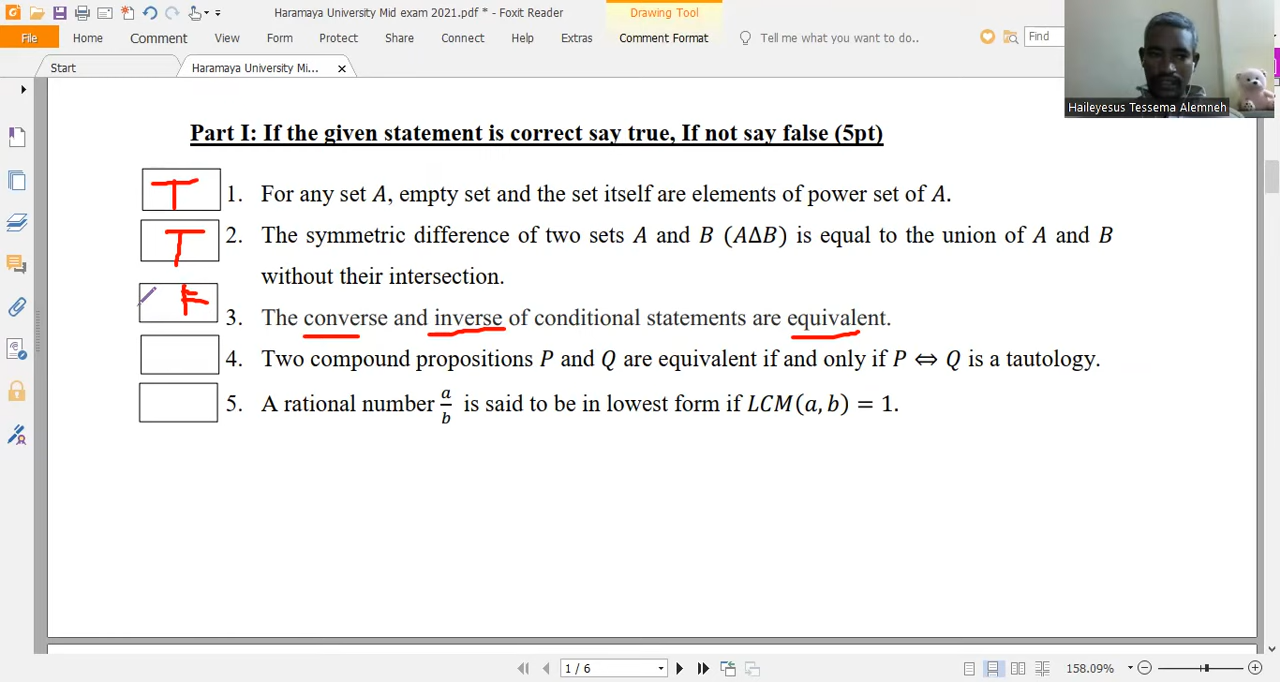 Haramaya University Mid exam 2021.pdf * - Foxit Reader
Drawing Tool
File Home Comment View Form Protect Share Connect Help Extras Comment Format Tell me what you want to do.. Find
Start Haramaya University Mi...
Haileyesus Tessema Alemneh
Part I: If the given statement is correct say true, If not say false (5pt)
T 1. For any set A, empty set and the set itself are elements of power set of A.
T 2. The symmetric difference of two sets A and B (AΔB) is equal to the union of A and B
without their intersection.
F 3. The converse and inverse of conditional statements are equivalent.
4. Two compound propositions P and Q are equivalent if and only if P ⇔ Q is a tautology.
5. A rational number a/b is said to be in lowest form if LCM(a, b) = 1.
1 / 6 158.09%